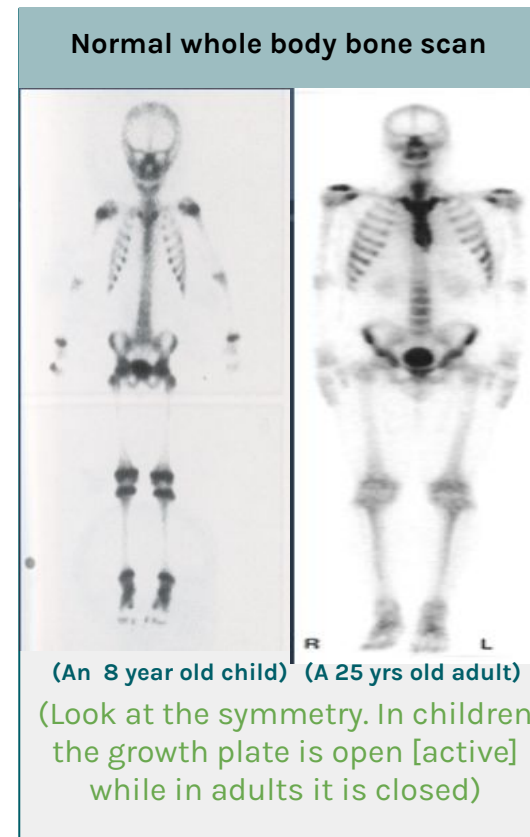 Normal whole body bone scan
R L
(An 8 year old child) (A 25 yrs old adult)
(Look at the symmetry. In children
the growth plate is open [active]
while in adults it is closed)